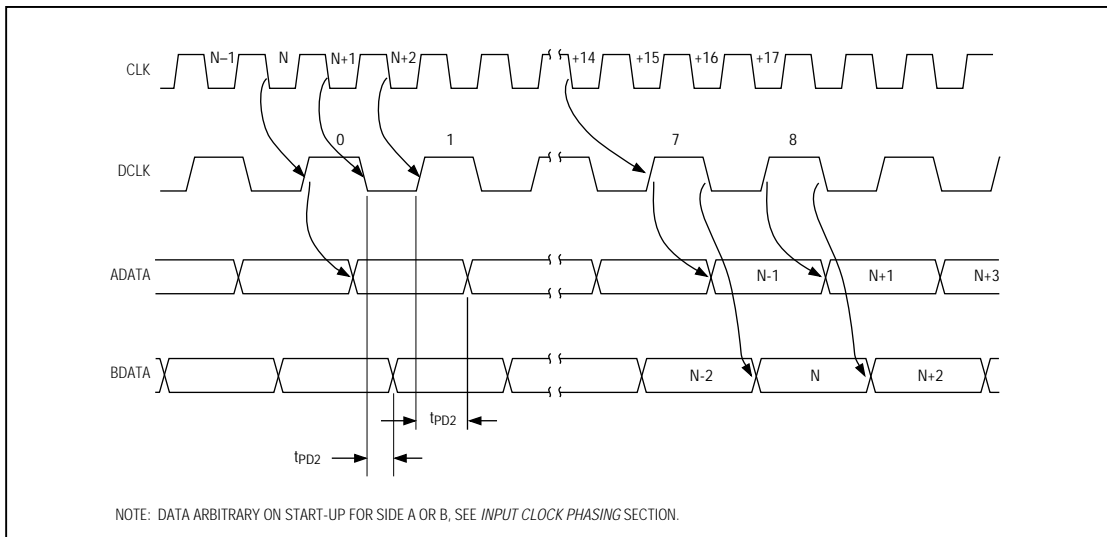 CLK N–1 N N+1 N+2 +14 +15 +16 +17
DCLK 0 1 7 8
ADATA N-1 N+1 N+3
BDATA N-2 N N+2
tPD2
tPD2
NOTE: DATA ARBITRARY ON START-UP FOR SIDE A OR B, SEE INPUT CLOCK PHASING SECTION.